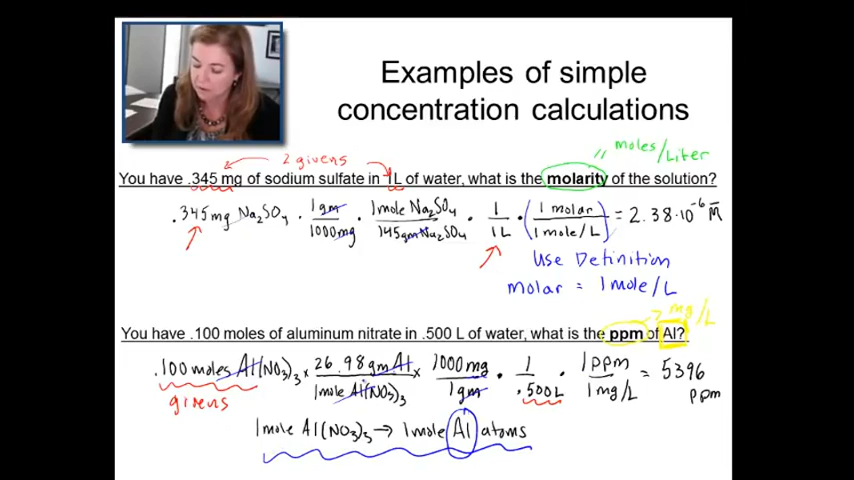 Examples of simple
concentration calculations
moles/Liter
2 givens
You have .345 mg of sodium sulfate in 1L of water, what is the molarity of the solution?
.345mg Na₂SO₄ · 1gm/1000mg · 1mole Na₂SO₄/145gm Na₂SO₄ · 1/1L · (1 molar/1mole/L) = 2.38·10⁻⁶ M
Use Definition
molar = 1mole/L
→ mg/L
You have .100 moles of aluminum nitrate in .500 L of water, what is the ppm of Al?
.100 moles Al(NO₃)₃ × 26.98gm Al/1mole Al(NO₃)₃ × 1000mg/1gm · 1/.500L · 1ppm/1mg/L = 5396 ppm
givens
1mole Al(NO₃)₃ → 1mole Al atoms